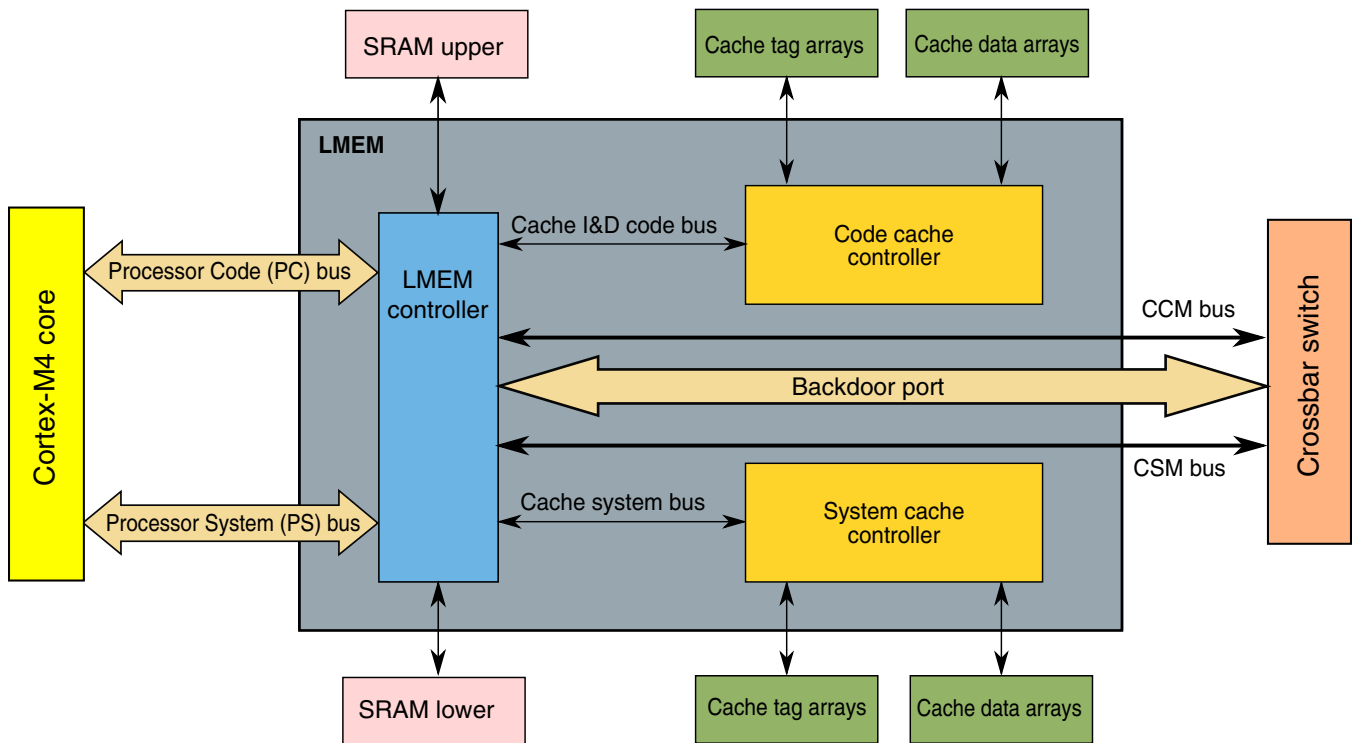 SRAM upper
Cache tag arrays
Cache data arrays
LMEM
Cortex-M4 core
Processor Code (PC) bus
LMEM
controller
Cache I&D code bus
Code cache
controller
CCM bus
Backdoor port
Crossbar switch
CSM bus
Processor System (PS) bus
Cache system bus
System cache
controller
SRAM lower
Cache tag arrays
Cache data arrays